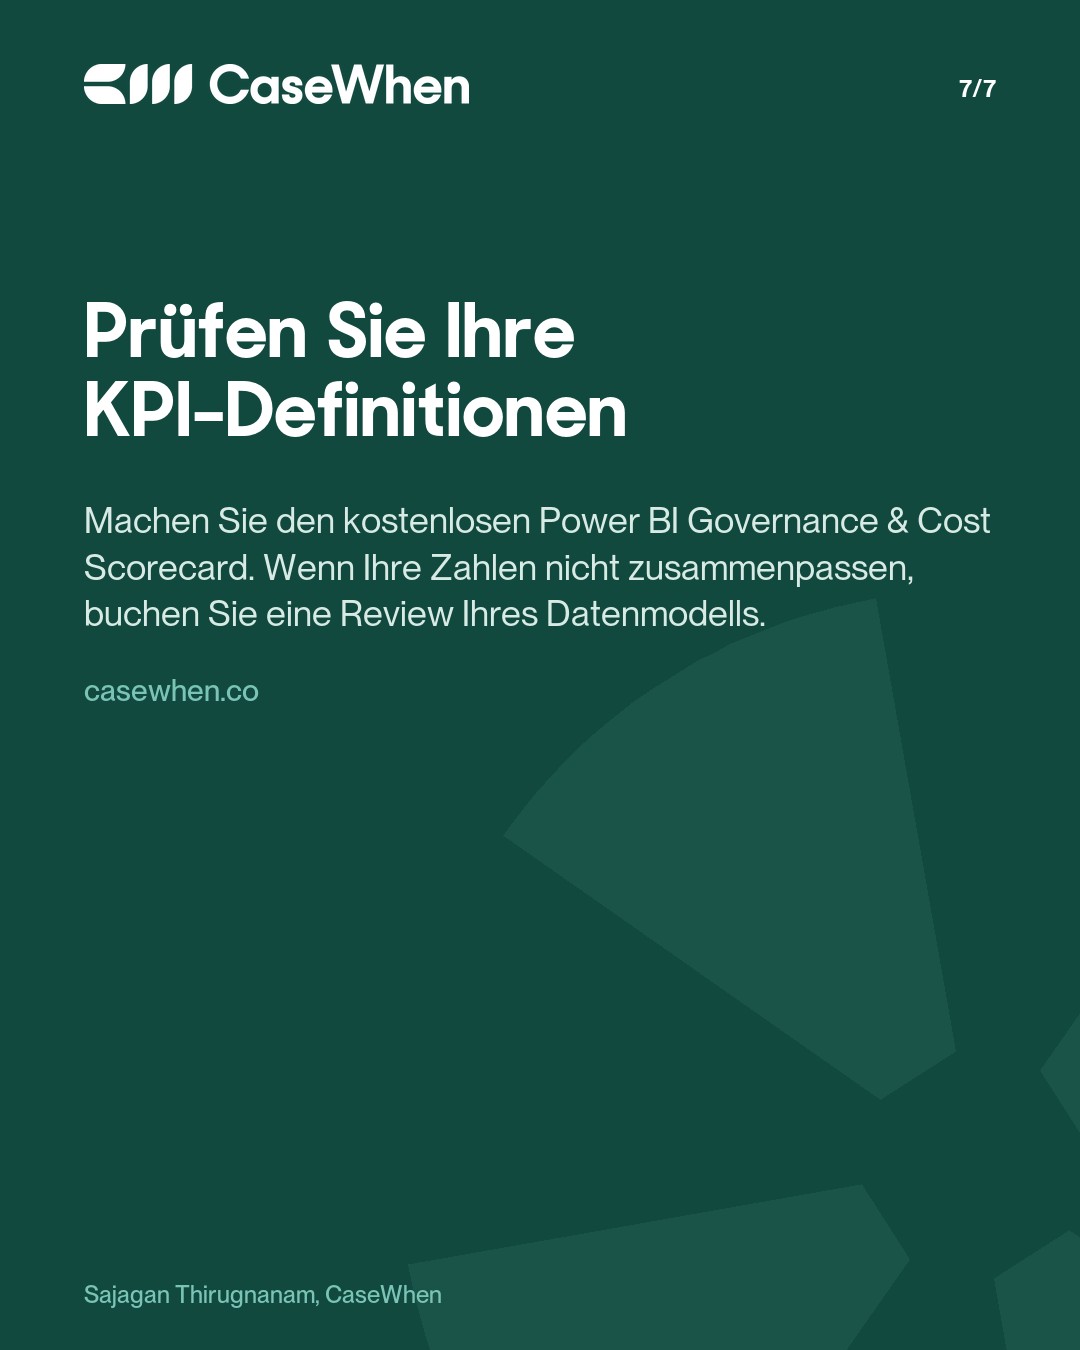 CaseWhen
7/7
Prüfen Sie Ihre
KPI-Definitionen
Machen Sie den kostenlosen Power BI Governance & Cost
Scorecard. Wenn Ihre Zahlen nicht zusammenpassen,
buchen Sie eine Review Ihres Datenmodells.
casewhen.co
Sajagan Thirugnanam, CaseWhen